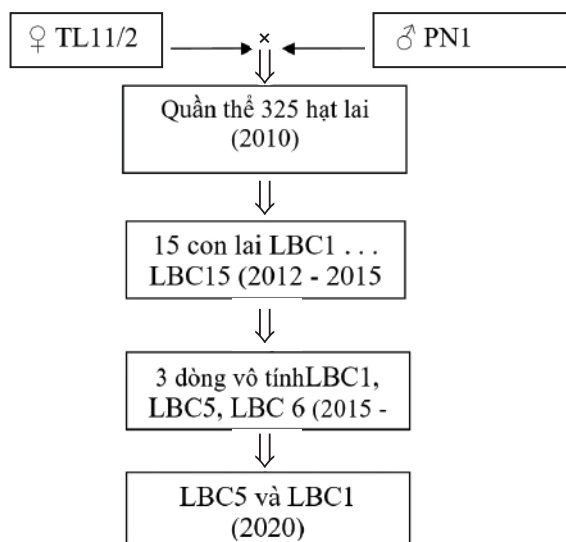 ♀ TL11/2
×
♂ PN1
Quần thể 325 hạt lai
(2010)
15 con lai LBC1 . . .
LBC15 (2012 - 2015
3 dòng vô tínhLBC1,
LBC5, LBC 6 (2015 -
LBC5 và LBC1
(2020)